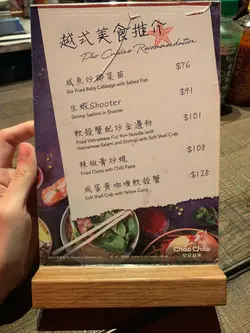 越式美食推介
Pho Cuisine Recommendation
咸魚炒椰菜苗 $76
Stir Fried Baby Cabbage with Salted Fish
生蝦Shooter $91
Shrimp Sashimi in Shooter
軟殼蟹配炒金邊粉 $101
Fried Vietnamese Flat Rice Noodle (with
Vietnamese Salami and Shrimp) with Soft Shell Crab
辣椒膏炒蜆 $108
Fried Clams with Chilli Paste
咸蛋黃咖喱軟殼蟹 $128
Soft Shell Crab with Yellow Curry
Chao Chao